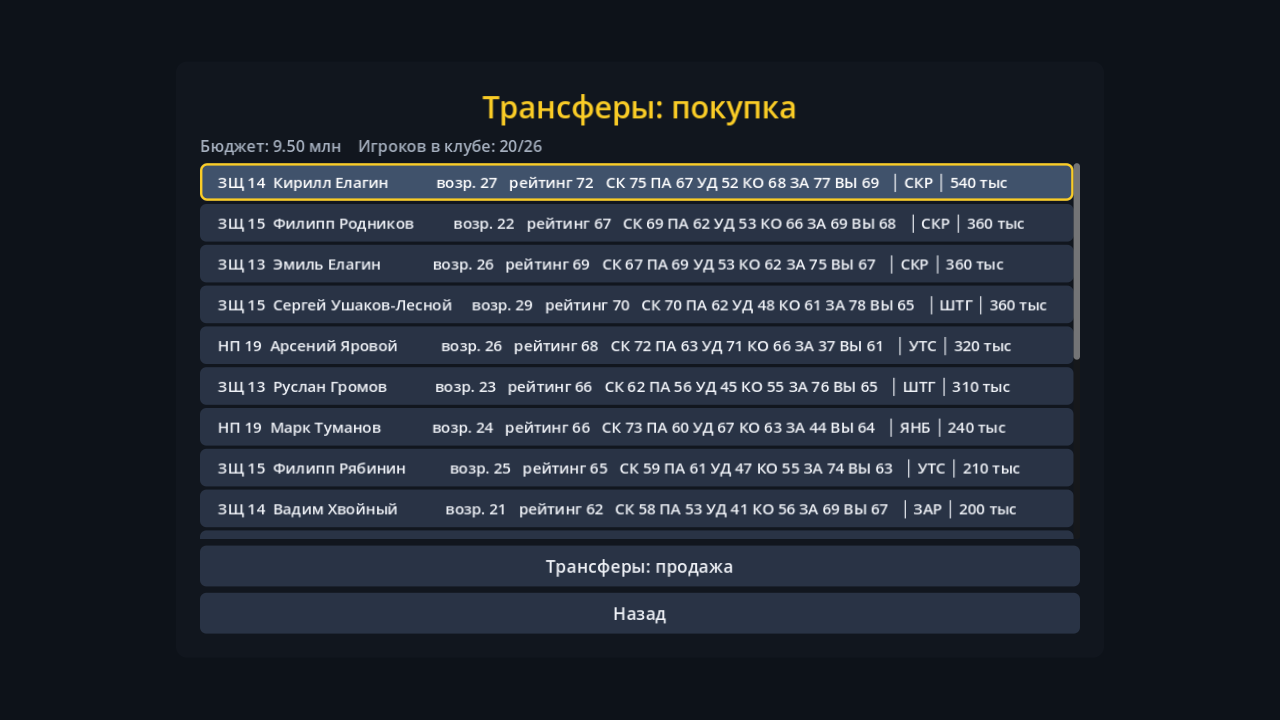 Трансферы: покупка
Бюджет: 9.50 млн Игроков в клубе: 20/26
ЗЩ 14 Кирилл Елагин возр. 27 рейтинг 72 СК 75 ПА 67 УД 52 КО 68 ЗА 77 ВЫ 69 | СКР | 540 тыс
ЗЩ 15 Филипп Родников возр. 22 рейтинг 67 СК 69 ПА 62 УД 53 КО 66 ЗА 69 ВЫ 68 | СКР | 360 тыс
ЗЩ 13 Эмиль Елагин возр. 26 рейтинг 69 СК 67 ПА 69 УД 53 КО 62 ЗА 75 ВЫ 67 | СКР | 360 тыс
ЗЩ 15 Сергей Ушаков-Лесной возр. 29 рейтинг 70 СК 70 ПА 62 УД 48 КО 61 ЗА 78 ВЫ 65 | ШТГ | 360 тыс
НП 19 Арсений Яровой возр. 26 рейтинг 68 СК 72 ПА 63 УД 71 КО 66 ЗА 37 ВЫ 61 | УТС | 320 тыс
ЗЩ 13 Руслан Громов возр. 23 рейтинг 66 СК 62 ПА 56 УД 45 КО 55 ЗА 76 ВЫ 65 | ШТГ | 310 тыс
НП 19 Марк Туманов возр. 24 рейтинг 66 СК 73 ПА 60 УД 67 КО 63 ЗА 44 ВЫ 64 | ЯНБ | 240 тыс
ЗЩ 15 Филипп Рябинин возр. 25 рейтинг 65 СК 59 ПА 61 УД 47 КО 55 ЗА 74 ВЫ 63 | УТС | 210 тыс
ЗЩ 14 Вадим Хвойный возр. 21 рейтинг 62 СК 58 ПА 53 УД 41 КО 56 ЗА 69 ВЫ 67 | ЗАР | 200 тыс
Трансферы: продажа
Назад